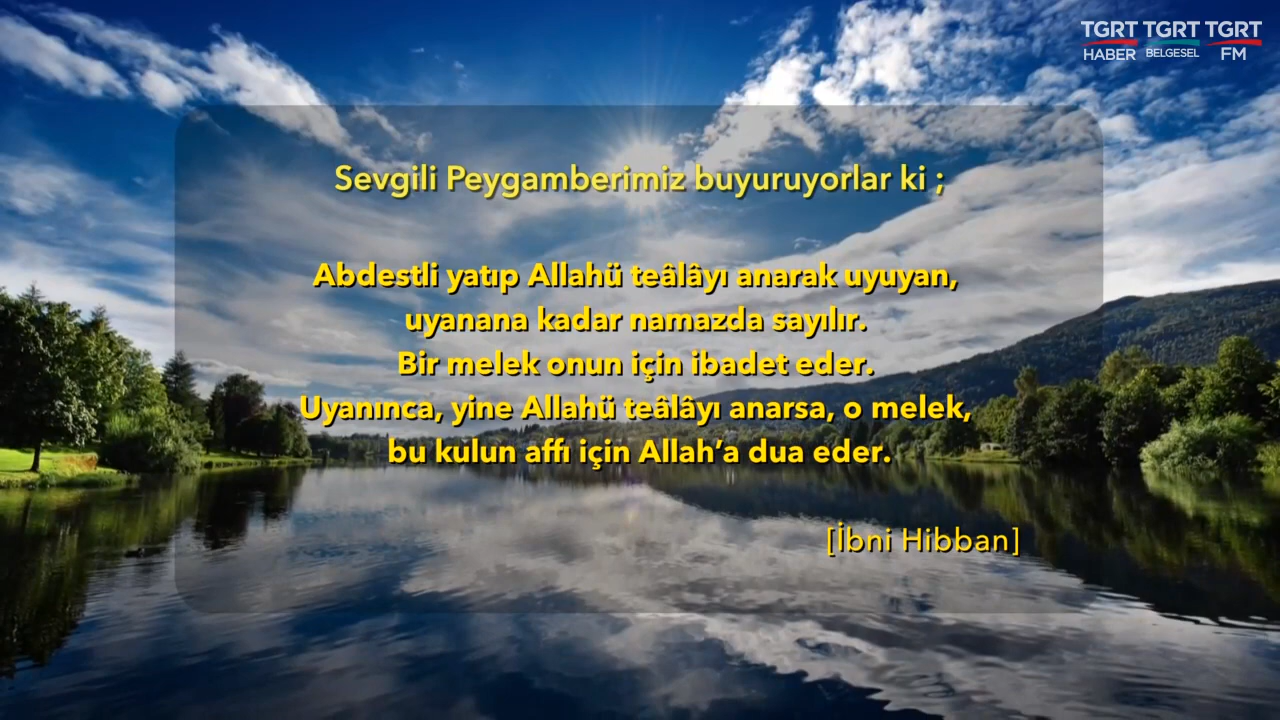 TGRT TGRT TGRT
HABER BELGESEL FM
Sevgili Peygamberimiz buyuruyorlar ki ;
Abdestli yatıp Allahü teâlâyı anarak uyuyan,
uyanana kadar namazda sayılır.
Bir melek onun için ibadet eder.
Uyanınca, yine Allahü teâlâyı anarsa, o melek,
bu kulun affı için Allah’a dua eder.
[İbni Hibban]